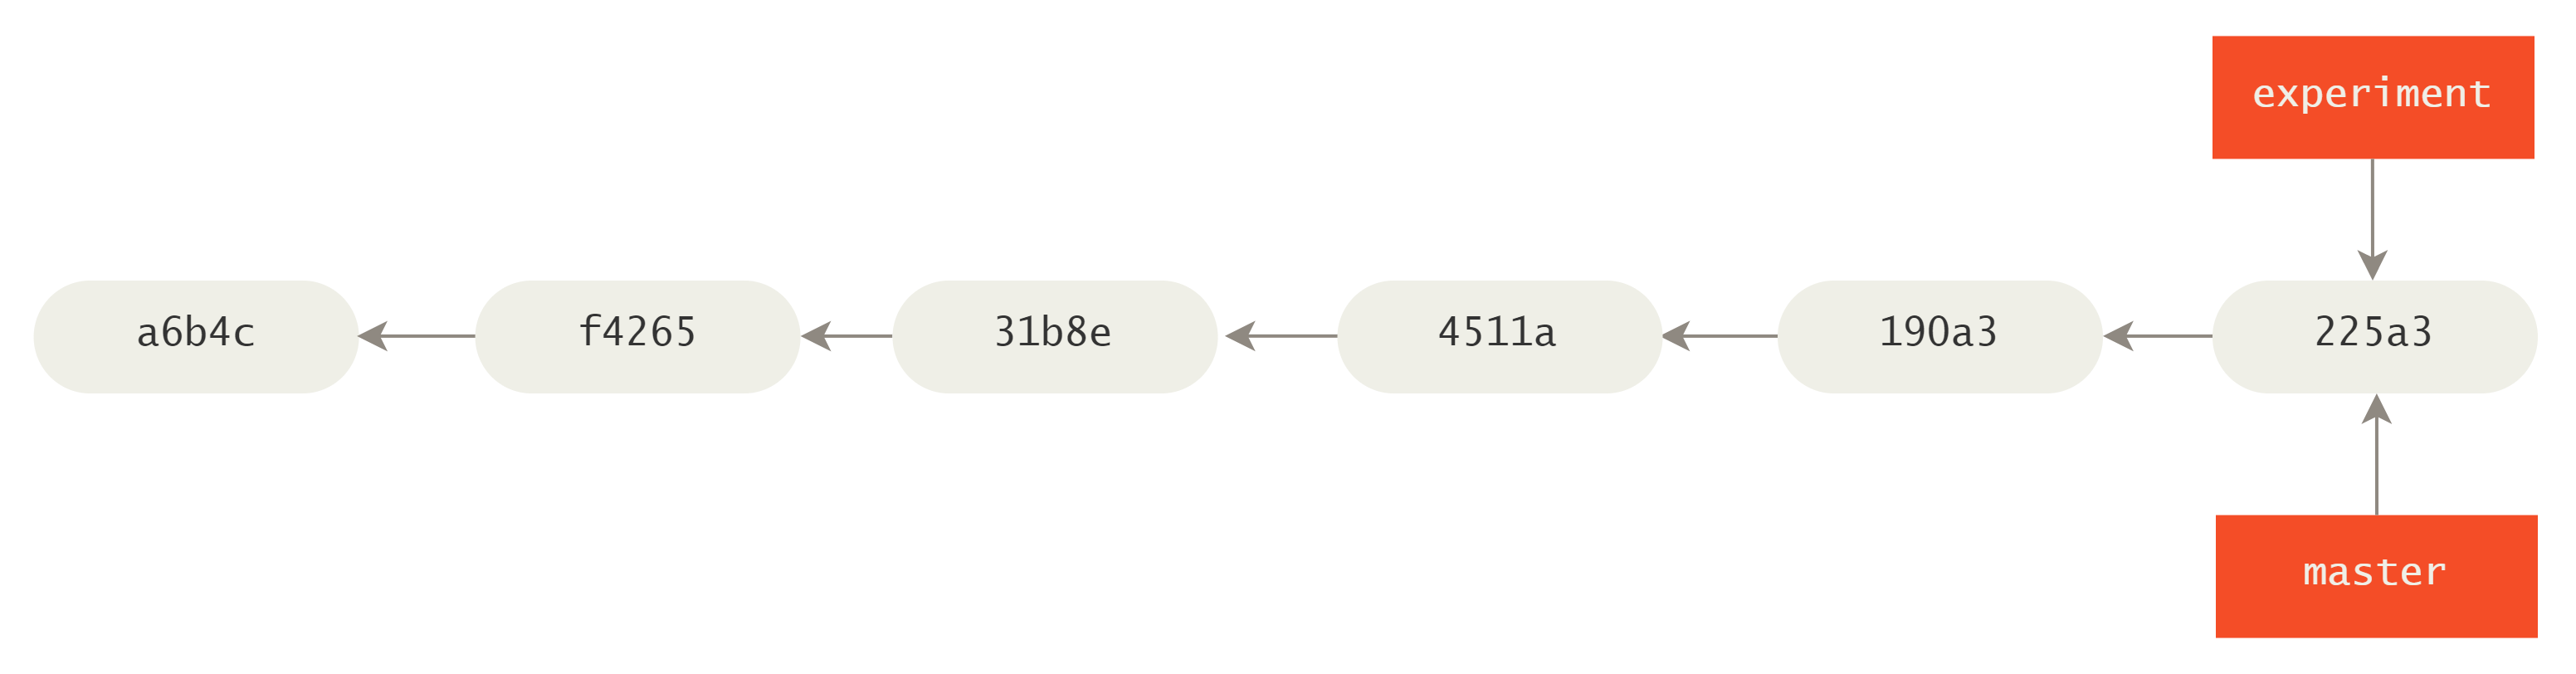 experiment
a6b4c
f4265
31b8e
4511a
190a3
225a3
master